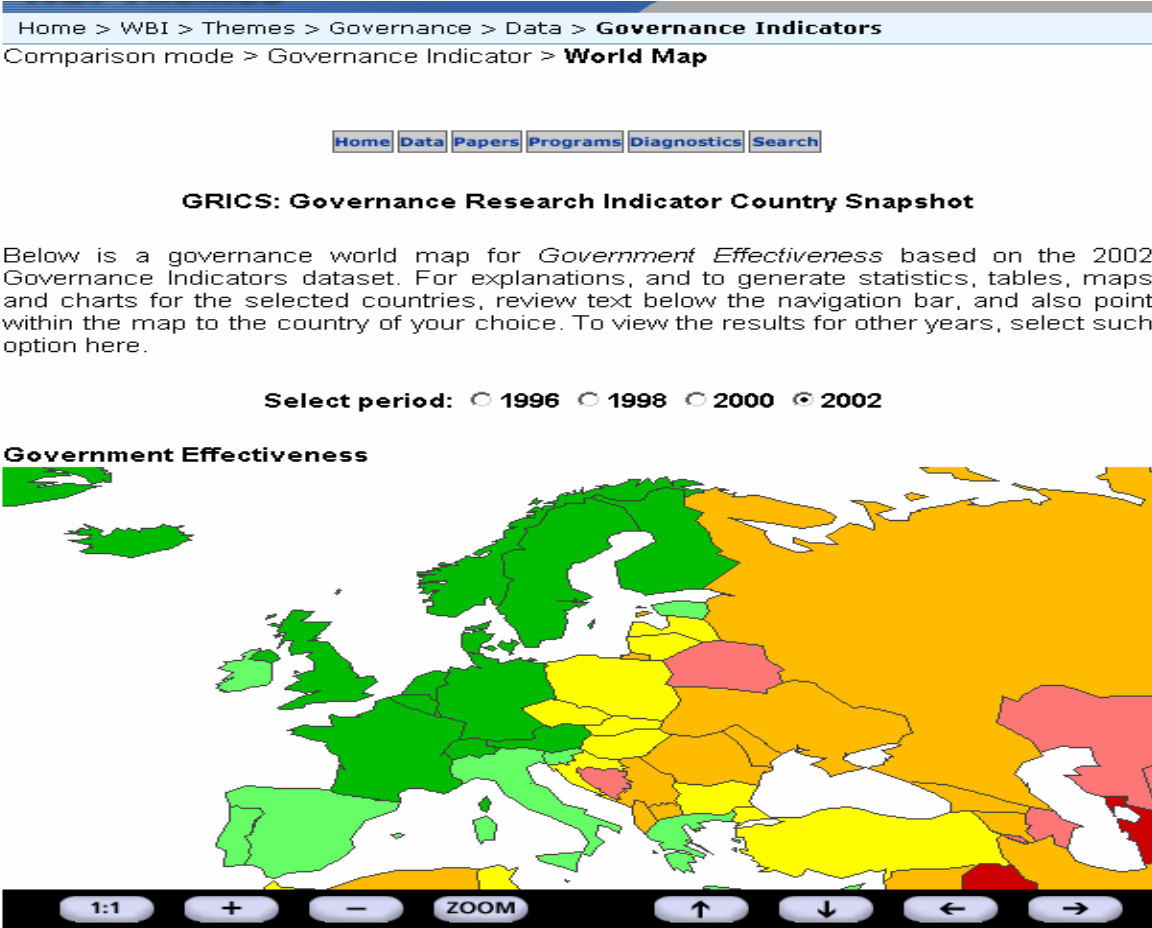 Home > WBI > Themes > Governance > Data > Governance Indicators
Comparison mode > Governance Indicator > World Map
Home Data Papers Programs Diagnostics Search
GRICS: Governance Research Indicator Country Snapshot
Below is a governance world map for Government Effectiveness based on the 2002
Governance Indicators dataset. For explanations, and to generate statistics, tables, maps
and charts for the selected countries, review text below the navigation bar, and also point
within the map to the country of your choice. To view the results for other years, select such
option here.
Select period: 1996 1998 2000 2002
Government Effectiveness
1:1 + − ZOOM ↑ ↓ ← →